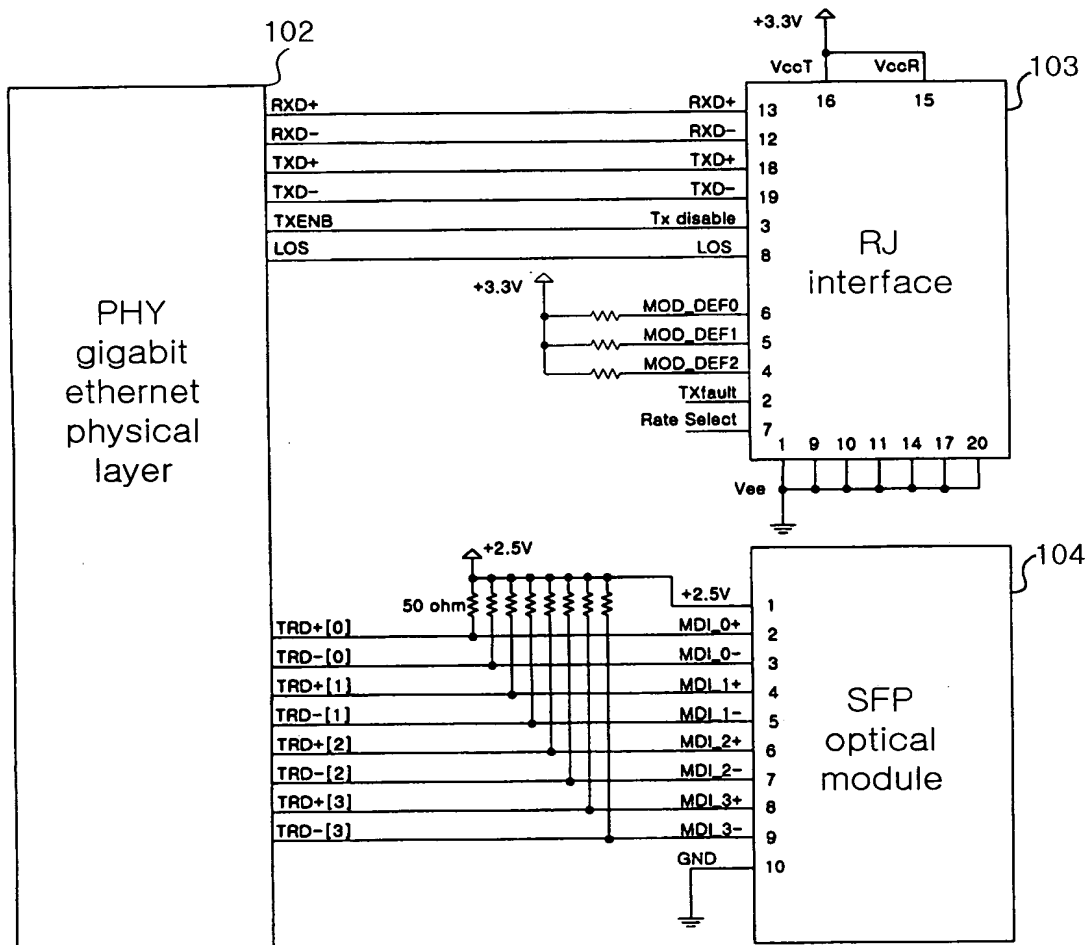 102
+3.3V
VccT VccR
103
16 15
RXD+ RXD+ 13
RXD- RXD- 12
TXD+ TXD+ 18
TXD- TXD- 19
TXENB Tx disable 3
LOS LOS 8
RJ
interface
+3.3V
MOD_DEF0 6
MOD_DEF1 5
MOD_DEF2 4
TXfault 2
Rate Select 7
1 9 10 11 14 17 20
Vee
PHY
gigabit
ethernet
physical
layer
+2.5V
104
50 ohm
+2.5V 1
TRD+[0] MDI_0+ 2
TRD-[0] MDI_0- 3
TRD+[1] MDI_1+ 4
TRD-[1] MDI_1- 5
TRD+[2] MDI_2+ 6
TRD-[2] MDI_2- 7
TRD+[3] MDI_3+ 8
TRD-[3] MDI_3- 9
GND 10
SFP
optical
module